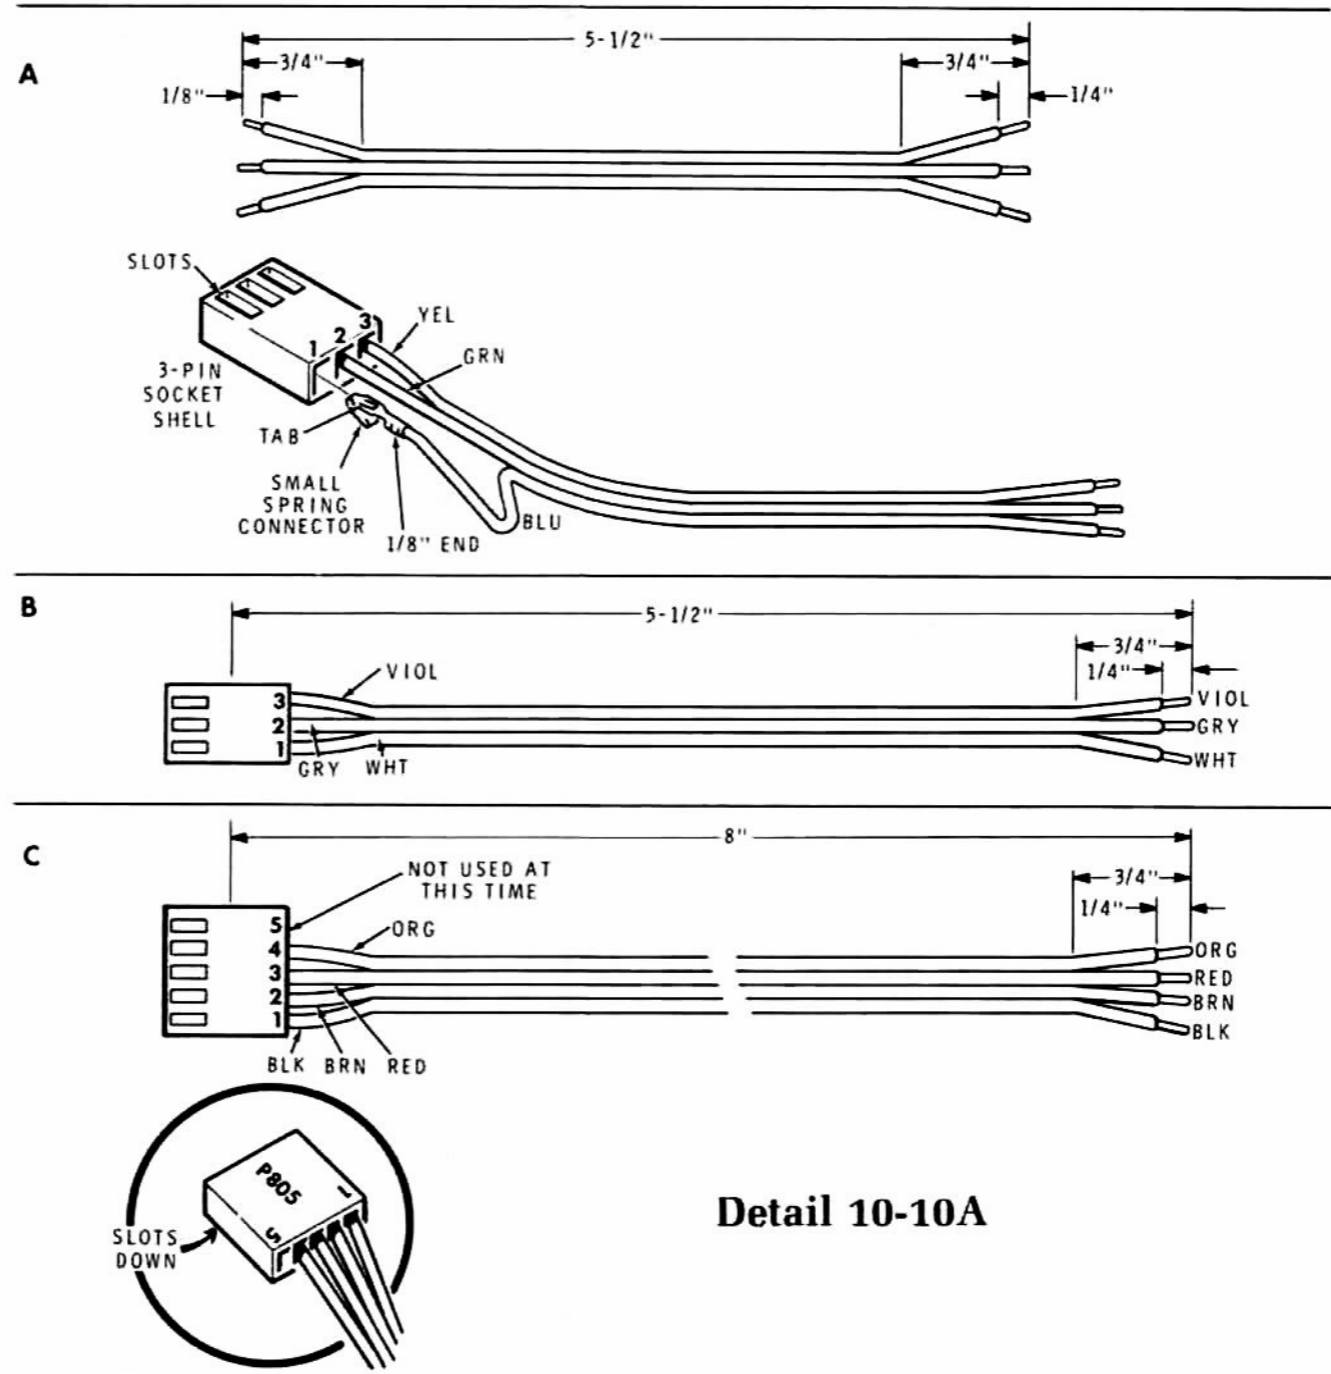 A
5-1/2"
3/4"
3/4"
1/8"
1/4"
SLOTS
1
2
3
YEL
GRN
3-PIN
SOCKET
SHELL
TAB
SMALL
SPRING
CONNECTOR
1/8" END
BLU
B
5-1/2"
3/4"
1/4"
VIOL
3
2
1
GRY
WHT
VIOL
GRY
WHT
C
8"
NOT USED AT
THIS TIME
3/4"
1/4"
ORG
5
4
3
2
1
BLK
BRN
RED
ORG
RED
BRN
BLK
P805
1
5
SLOTS
DOWN
Detail 10-10A